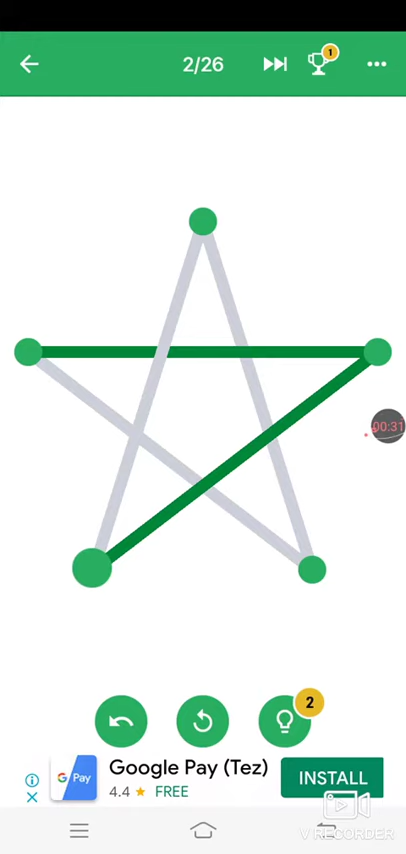 2/26
1
00:31
2
Google Pay (Tez)
G Pay
4.4 ★ FREE
INSTALL
V RECORDER